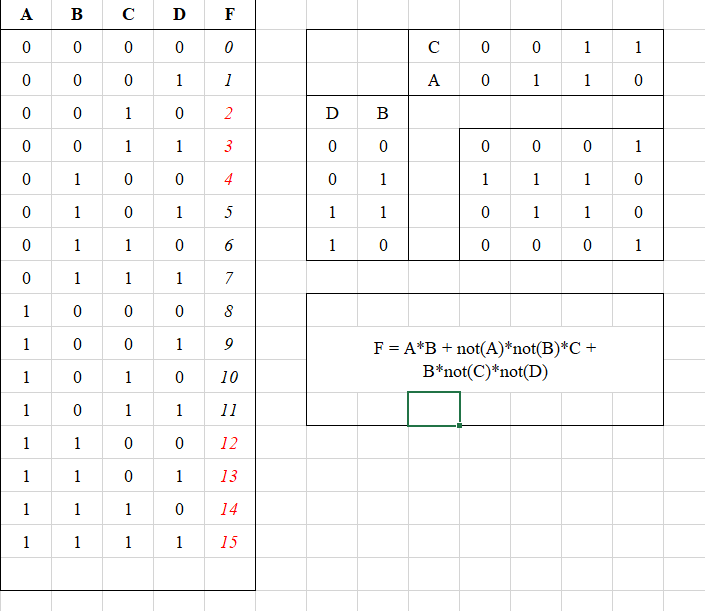 A B C D F
0 0 0 0 0
C 0 0 1 1
0 0 0 1 1
A 0 1 1 0
0 0 1 0 2
D B
0 0 1 1 3
0 0 0 0 0 1
0 1 0 0 4
0 1 1 1 1 0
0 1 0 1 5
1 1 0 1 1 0
0 1 1 0 6
1 0 0 0 0 1
0 1 1 1 7
1 0 0 0 8
1 0 0 1 9
F = A*B + not(A)*not(B)*C +
B*not(C)*not(D)
1 0 1 0 10
1 0 1 1 11
1 1 0 0 12
1 1 0 1 13
1 1 1 0 14
1 1 1 1 15